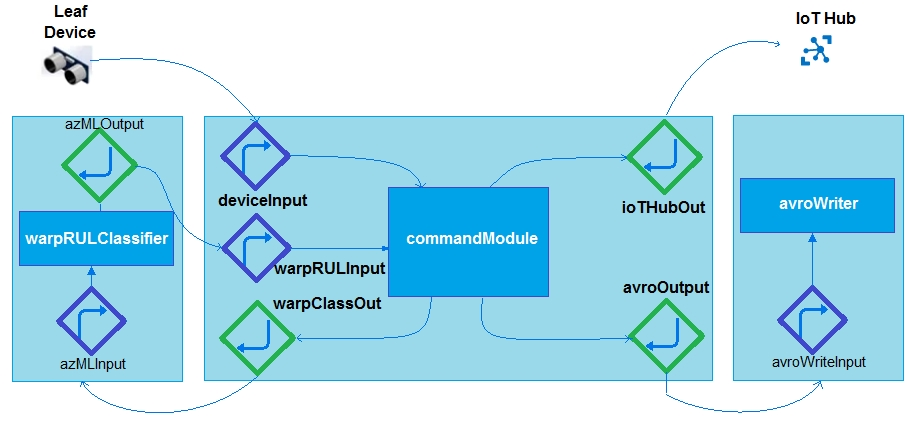 Leaf
Device
IoT Hub
azMLOutput
warpRULClassifier
azMLInput
deviceInput
warpRULInput
warpClassOut
commandModule
ioTHubOut
avroOutput
avroWriter
avroWriteInput